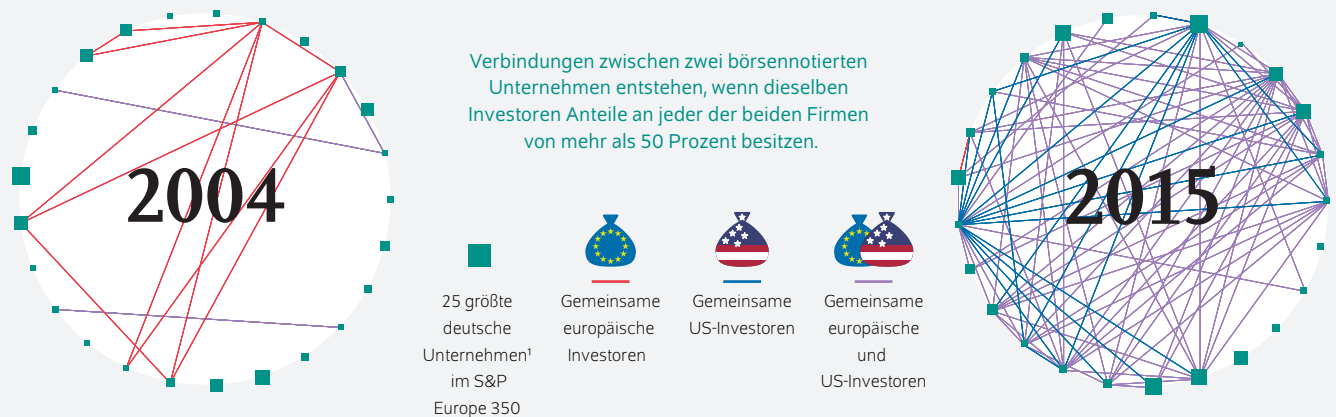 2004
Verbindungen zwischen zwei börsennotierten
Unternehmen entstehen, wenn dieselben
Investoren Anteile an jeder der beiden Firmen
von mehr als 50 Prozent besitzen.
25 größte
deutsche
Unternehmen¹
im S&P
Europe 350
Gemeinsame
europäische
Investoren
Gemeinsame
US-Investoren
Gemeinsame
europäische
und
US-Investoren
2015